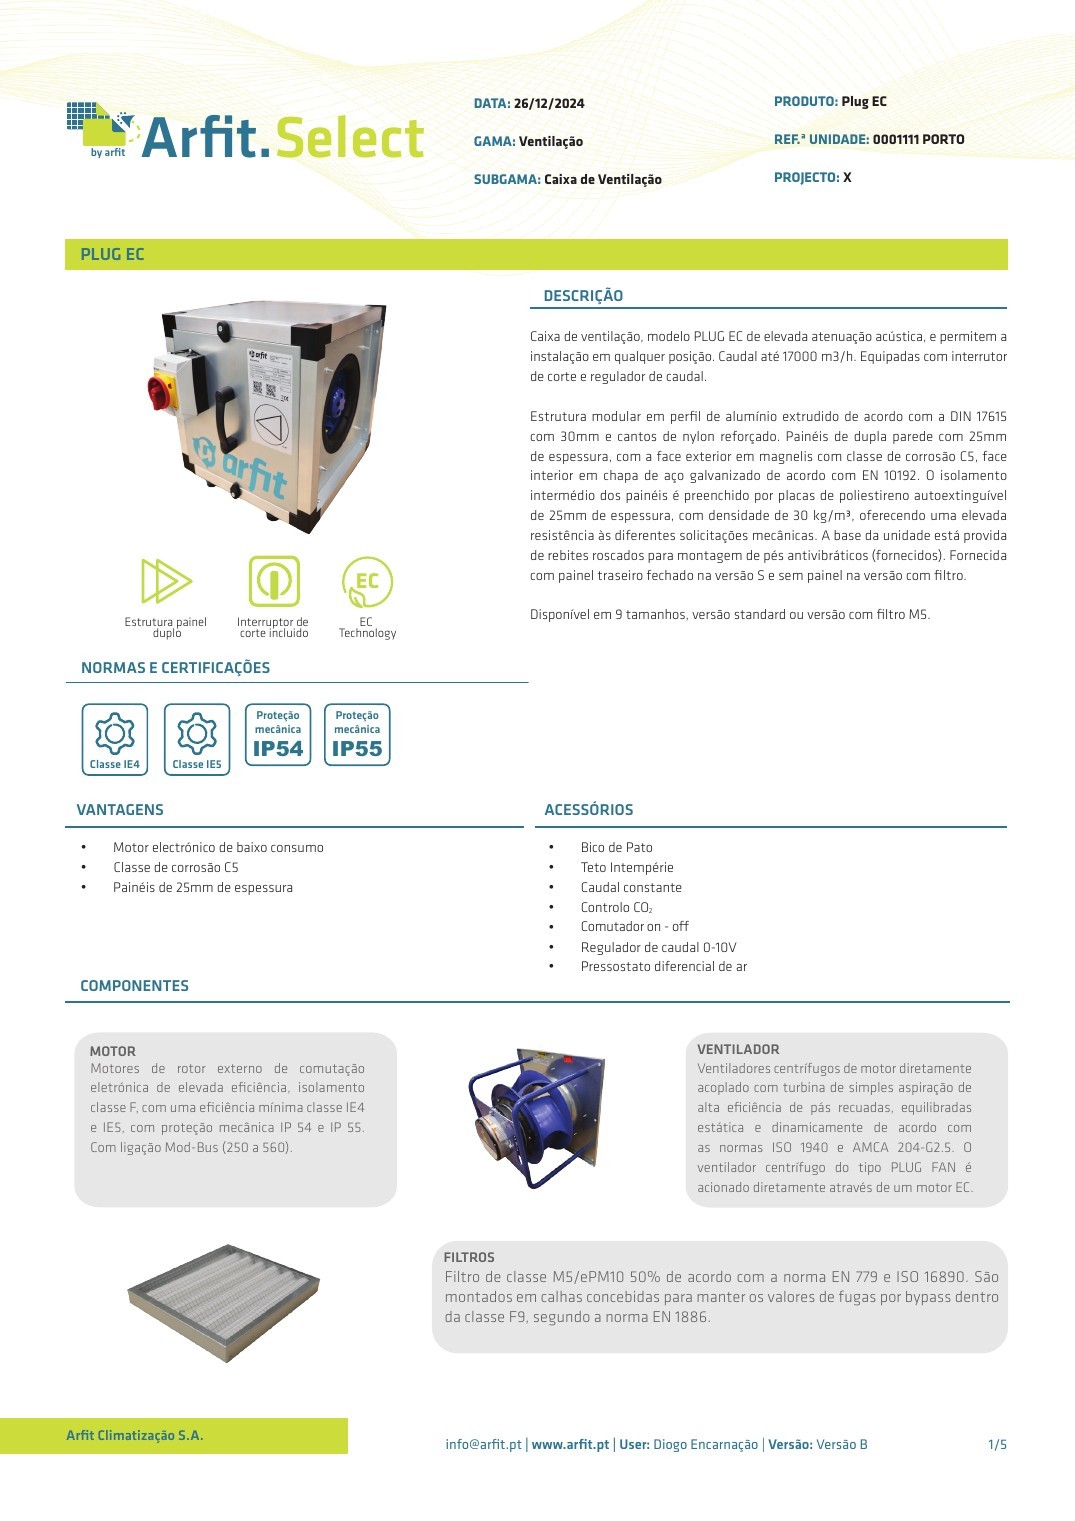 by arfit
Arfit.Select
DATA: 26/12/2024
GAMA: Ventilação
SUBGAMA: Caixa de Ventilação
PRODUTO: Plug EC
REF.ª UNIDADE: 0001111 PORTO
PROJECTO: X
PLUG EC
arfit
arfit
DESCRIÇÃO
Caixa de ventilação, modelo PLUG EC de elevada atenuação acústica, e permitem a
instalação em qualquer posição. Caudal até 17000 m3/h. Equipadas com interrutor
de corte e regulador de caudal.
Estrutura modular em perfil de alumínio extrudido de acordo com a DIN 17615
com 30mm e cantos de nylon reforçado. Painéis de dupla parede com 25mm
de espessura, com a face exterior em magnelis com classe de corrosão C5, face
interior em chapa de aço galvanizado de acordo com EN 10192. O isolamento
intermédio dos painéis é preenchido por placas de poliestireno autoextinguível
de 25mm de espessura, com densidade de 30 kg/m³, oferecendo uma elevada
resistência às diferentes solicitações mecânicas. A base da unidade está provida
de rebites roscados para montagem de pés antivibráticos (fornecidos). Fornecida
com painel traseiro fechado na versão S e sem painel na versão com filtro.
Disponível em 9 tamanhos, versão standard ou versão com filtro M5.
EC
Estrutura painel
duplo
Interruptor de
corte incluido
EC
Technology
NORMAS E CERTIFICAÇÕES
Classe IE4
Classe IE5
Proteção
mecânica
IP54
Proteção
mecânica
IP55
VANTAGENS
• Motor electrónico de baixo consumo
• Classe de corrosão C5
• Painéis de 25mm de espessura
ACESSÓRIOS
• Bico de Pato
• Teto Intempérie
• Caudal constante
• Controlo CO₂
• Comutador on - off
• Regulador de caudal 0-10V
• Pressostato diferencial de ar
COMPONENTES
MOTOR
Motores de rotor externo de comutação
eletrónica de elevada eficiência, isolamento
classe F, com uma eficiência mínima classe IE4
e IE5, com proteção mecânica IP 54 e IP 55.
Com ligação Mod-Bus (250 a 560).
VENTILADOR
Ventiladores centrífugos de motor diretamente
acoplado com turbina de simples aspiração de
alta eficiência de pás recuadas, equilibradas
estática e dinamicamente de acordo com
as normas ISO 1940 e AMCA 204-G2.5. O
ventilador centrífugo do tipo PLUG FAN é
acionado diretamente através de um motor EC.
FILTROS
Filtro de classe M5/ePM10 50% de acordo com a norma EN 779 e ISO 16890. São
montados em calhas concebidas para manter os valores de fugas por bypass dentro
da classe F9, segundo a norma EN 1886.
Arfit Climatização S.A.
info@arfit.pt | www.arfit.pt | User: Diogo Encarnação | Versão: Versão B
1/5